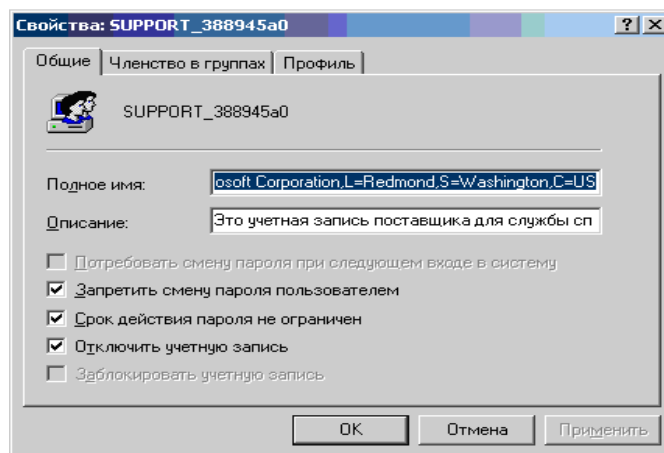 Свойства: SUPPORT_388945a0
Общие Членство в группах Профиль
SUPPORT_388945a0
Полное имя: osoft Corporation,L=Redmond,S=Washington,C=US
Описание: Это учетная запись поставщика для службы сп
Потребовать смену пароля при следующем входе в систему
Запретить смену пароля пользователем
Срок действия пароля не ограничен
Отключить учетную запись
Заблокировать учетную запись
OK Отмена Применить